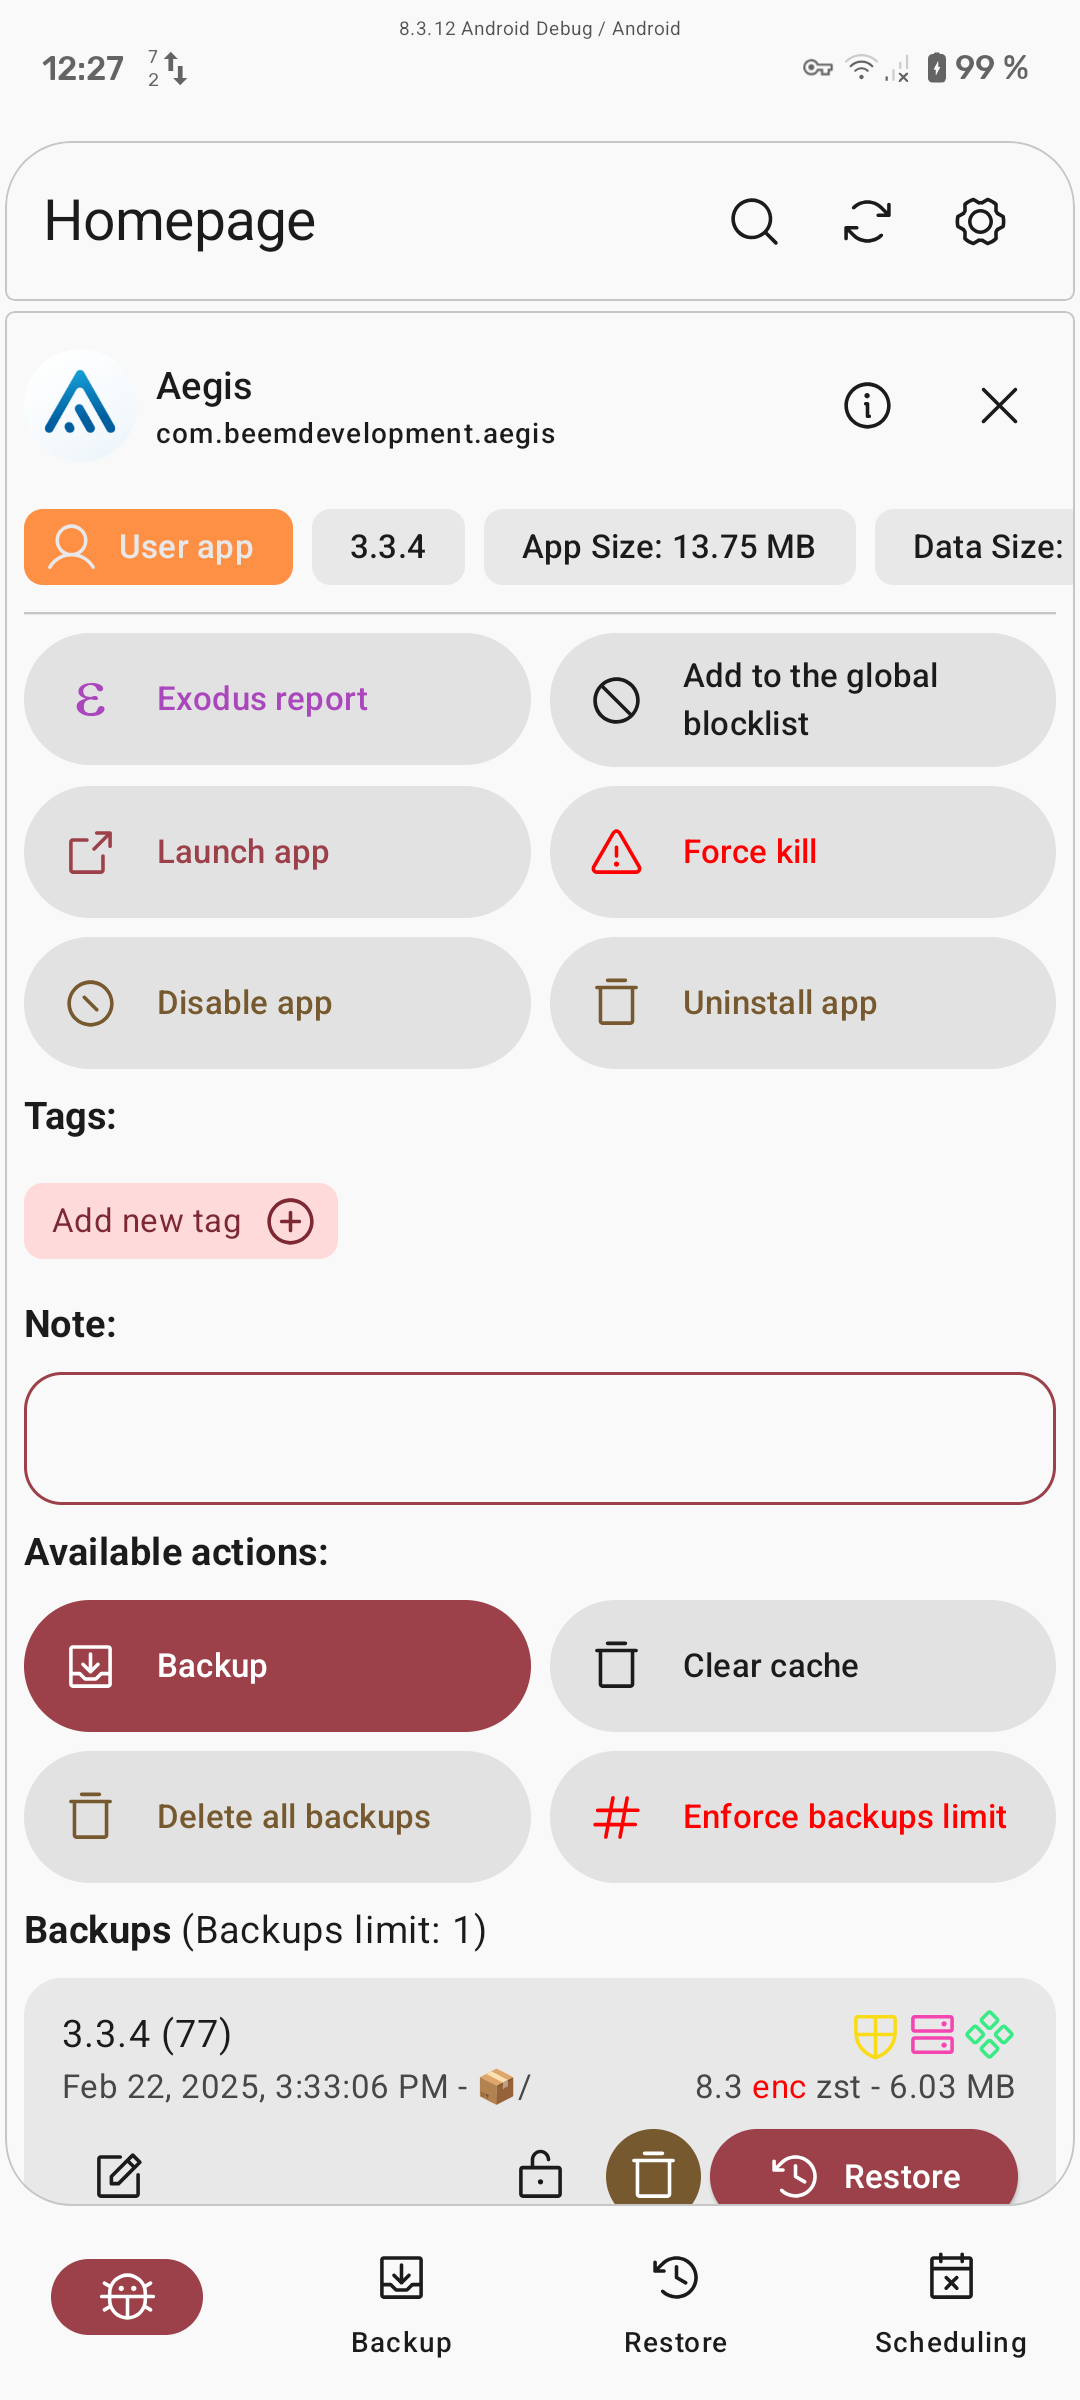 8.3.12 Android Debug / Android
12:27
7
2
99 %
Homepage
Aegis
com.beemdevelopment.aegis
User app
3.3.4
App Size: 13.75 MB
Data Size:
Exodus report
Add to the global
blocklist
Launch app
Force kill
Disable app
Uninstall app
Tags:
Add new tag
Note:
Available actions:
Backup
Clear cache
Delete all backups
Enforce backups limit
Backups (Backups limit: 1)
3.3.4 (77)
Feb 22, 2025, 3:33:06 PM - 📦/
8.3 enc zst - 6.03 MB
Restore
Backup
Restore
Scheduling